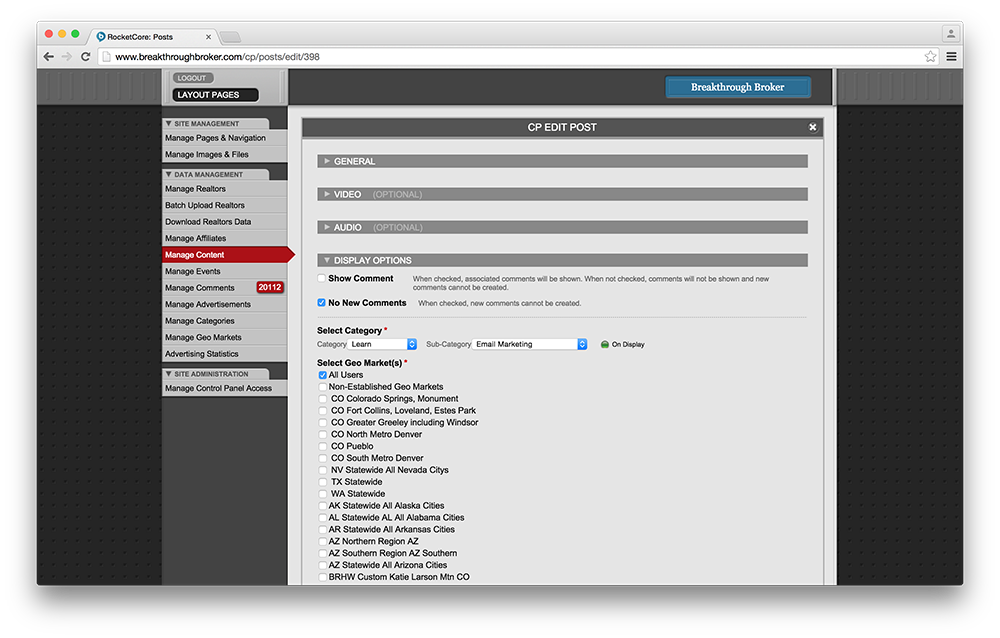 RocketCore: Posts
www.breakthroughbroker.com/cp/posts/edit/398
LOGOUT
LAYOUT PAGES
Breakthrough Broker
SITE MANAGEMENT
Manage Pages & Navigation
Manage Images & Files
DATA MANAGEMENT
Manage Realtors
Batch Upload Realtors
Download Realtors Data
Manage Affiliates
Manage Content
Manage Events
Manage Comments 20112
Manage Advertisements
Manage Categories
Manage Geo Markets
Advertising Statistics
SITE ADMINISTRATION
Manage Control Panel Access
CP EDIT POST
GENERAL
VIDEO (OPTIONAL)
AUDIO (OPTIONAL)
DISPLAY OPTIONS
Show Comment When checked, associated comments will be shown. When not checked, comments will not be shown and new
comments cannot be created.
No New Comments When checked, new comments cannot be created.
Select Category *
Category Learn Sub-Category Email Marketing On Display
Select Geo Market(s) *
All Users
Non-Established Geo Markets
CO Colorado Springs, Monument
CO Fort Collins, Loveland, Estes Park
CO Greater Greeley including Windsor
CO North Metro Denver
CO Pueblo
CO South Metro Denver
NV Statewide All Nevada Citys
TX Statewide
WA Statewide
AK Statewide All Alaska Cities
AL Statewide AL All Alabama Cities
AR Statewide All Arkansas Cities
AZ Northern Region AZ
AZ Southern Region AZ Southern
AZ Statewide All Arizona Cities
BRHW Custom Katie Larson Mtn CO